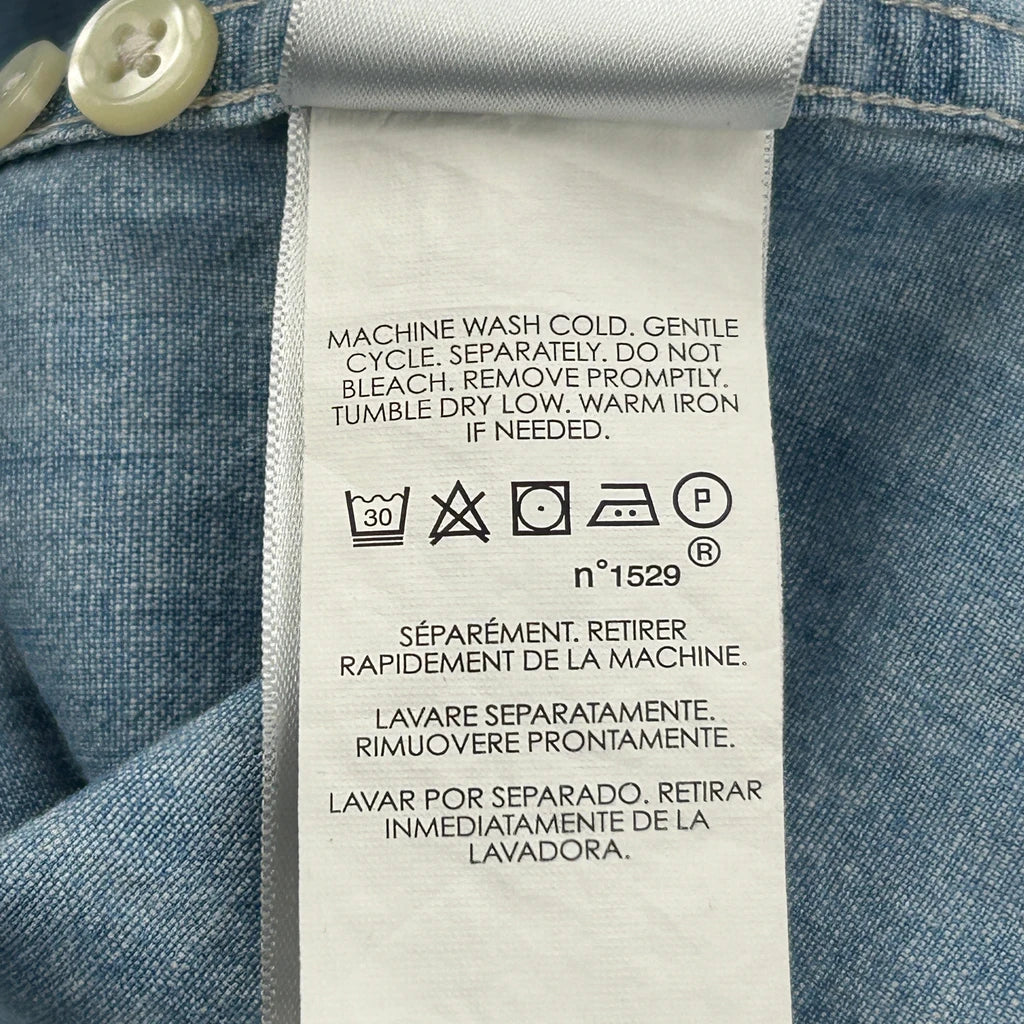 MACHINE WASH COLD. GENTLE
CYCLE. SEPARATELY. DO NOT
BLEACH. REMOVE PROMPTLY.
TUMBLE DRY LOW. WARM IRON
IF NEEDED.
30 P
®
n°1529
SÉPARÉMENT. RETIRER
RAPIDEMENT DE LA MACHINE.
LAVARE SEPARATAMENTE.
RIMUOVERE PRONTAMENTE.
LAVAR POR SEPARADO. RETIRAR
INMEDIATAMENTE DE LA
LAVADORA.